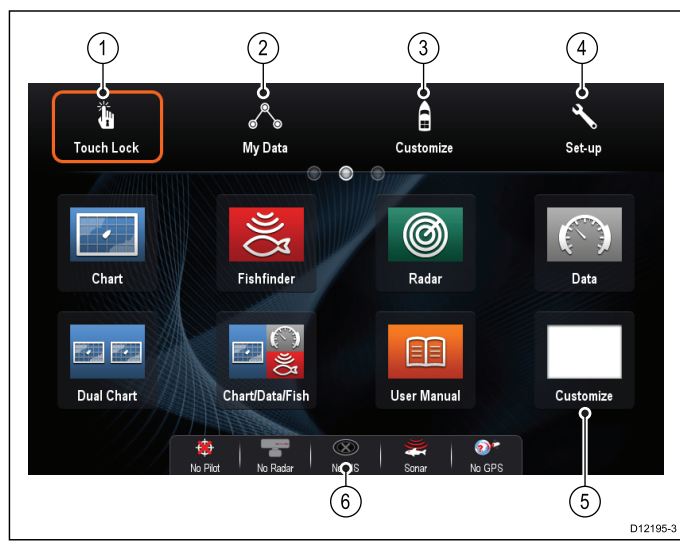 1 2 3 4
Touch Lock My Data Customize Set-up
Chart Fishfinder Radar Data
Dual Chart Chart/Data/Fish User Manual Customize
No Pilot No Radar Sonar No GPS
6 5
D12195-3